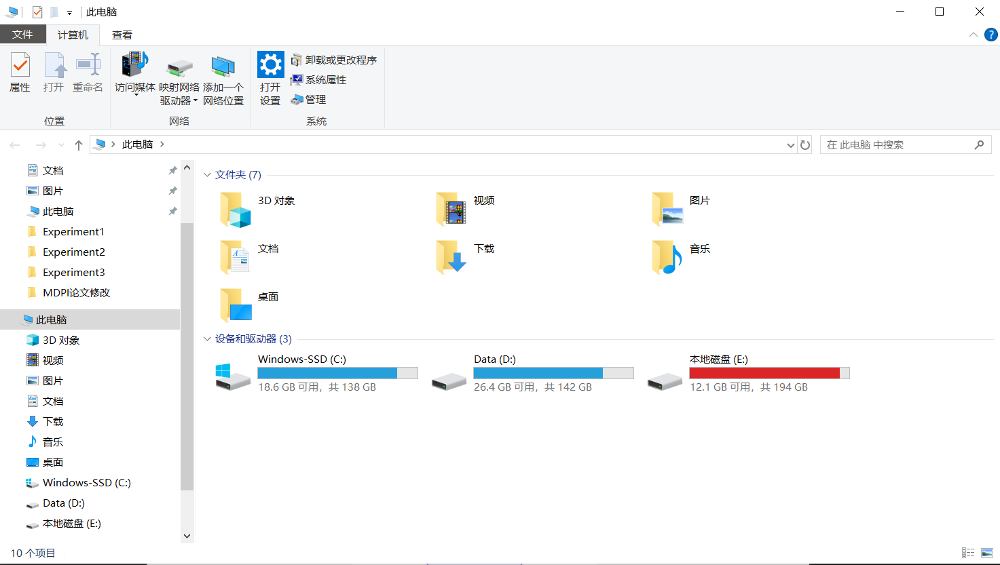 此电脑
文件
计算机
查看
属性
打开
重命名
访问媒体
映射网络
驱动器
添加一个
网络位置
打开
设置
卸载或更改程序
系统属性
管理
位置
网络
系统
此电脑
在 此电脑 中搜索
文档
图片
此电脑
Experiment1
Experiment2
Experiment3
MDPI论文修改
此电脑
3D 对象
视频
图片
文档
下载
音乐
桌面
Windows-SSD (C:)
Data (D:)
本地磁盘 (E:)
文件夹 (7)
3D 对象
视频
图片
文档
下载
音乐
桌面
设备和驱动器 (3)
Windows-SSD (C:)
18.6 GB 可用，共 138 GB
Data (D:)
26.4 GB 可用，共 142 GB
本地磁盘 (E:)
12.1 GB 可用，共 194 GB
10 个项目